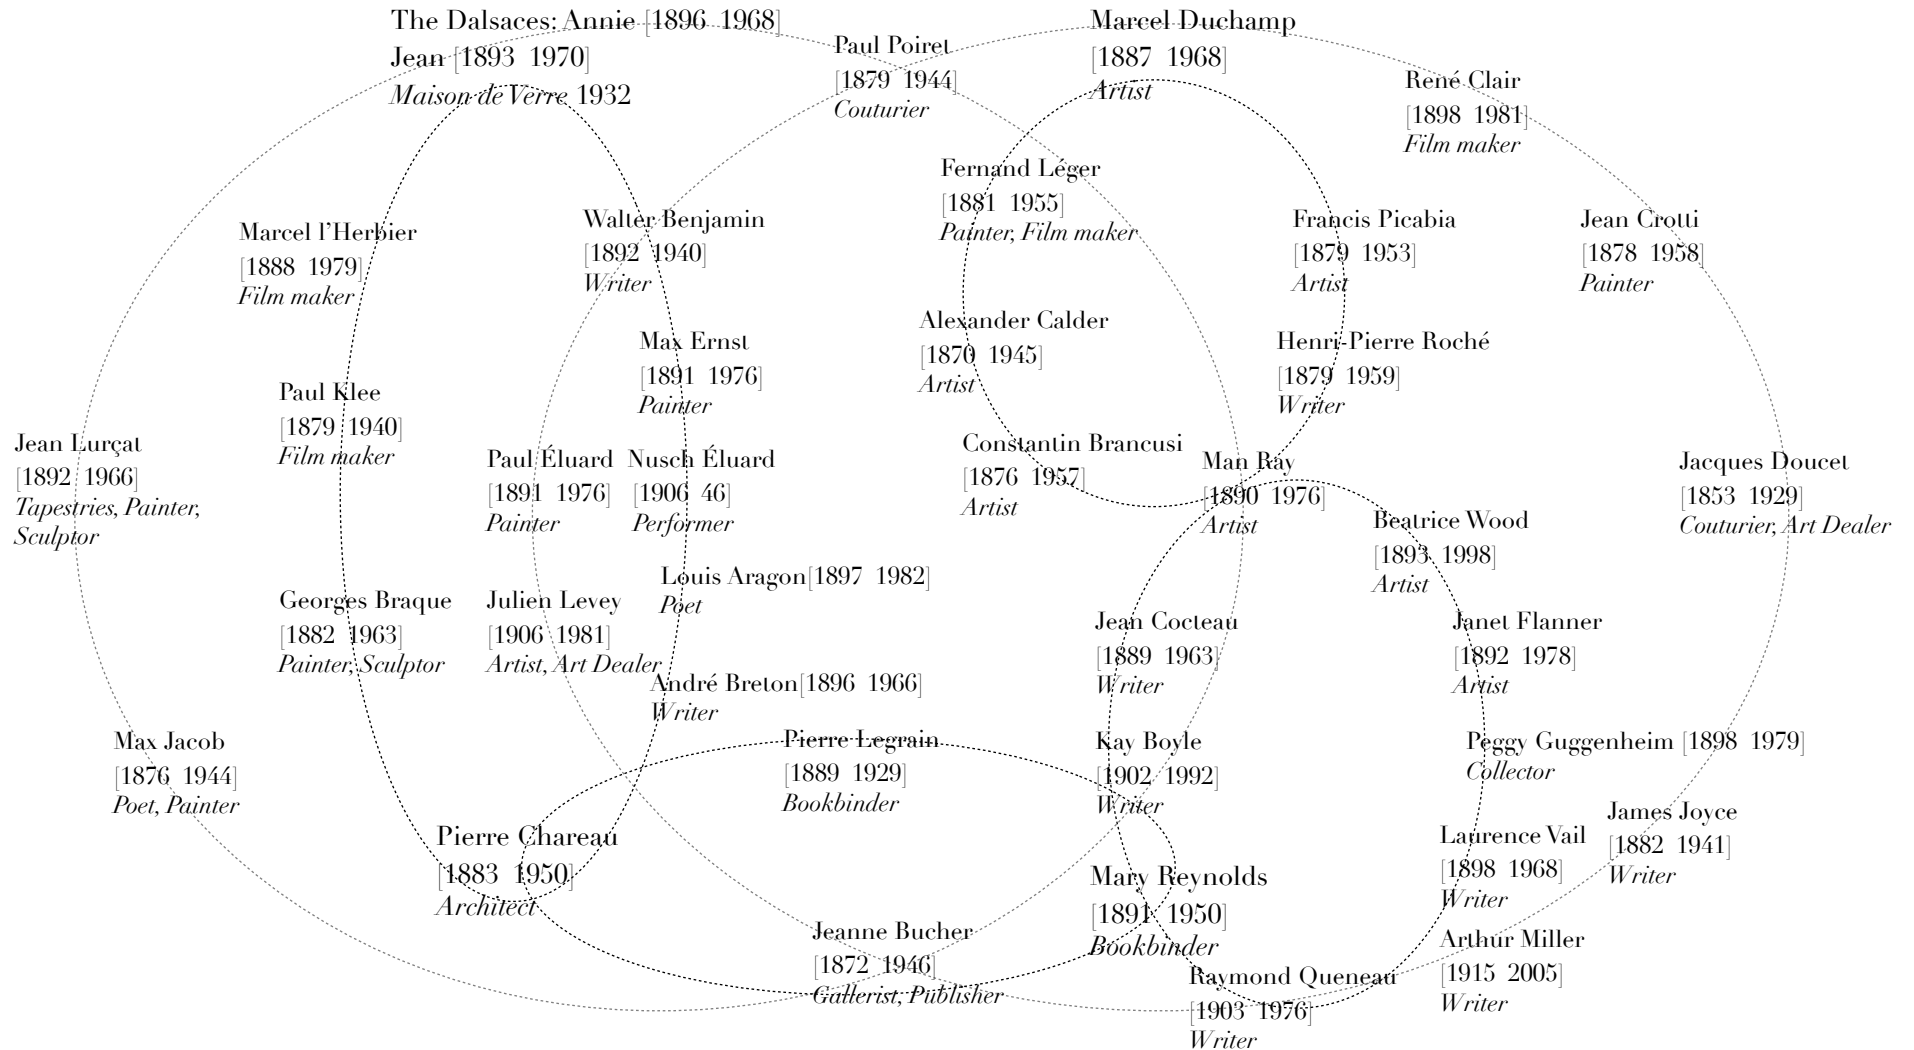 The Dalsaces: Annie [1896  1968]
Jean [1893  1970]
Maison de Verre 1932
Paul Poiret
[1879  1944]
Couturier
Marcel Duchamp
[1887  1968]
Artist
René Clair
[1898  1981]
Film maker
Marcel l’Herbier
[1888  1979]
Film maker
Walter Benjamin
[1892  1940]
Writer
Fernand Léger
[1881  1955]
Painter, Film maker
Francis Picabia
[1879  1953]
Artist
Jean Crotti
[1878  1958]
Painter
Max Ernst
[1891  1976]
Painter
Alexander Calder
[1870  1945]
Artist
Henri-Pierre Roché
[1879  1959]
Writer
Paul Klee
[1879  1940]
Film maker
Jean Lurçat
[1892  1966]
Tapestries, Painter,
Sculptor
Paul Éluard
[1891  1976]
Painter
Nusch Éluard
[1906  46]
Performer
Constantin Brancusi
[1876  1957]
Artist
Man Ray
[1890  1976]
Artist
Jacques Doucet
[1853  1929]
Couturier, Art Dealer
Beatrice Wood
[1893  1998]
Artist
Georges Braque
[1882  1963]
Painter, Sculptor
Julien Levey
[1906  1981]
Artist, Art Dealer
Louis Aragon[1897  1982]
Poet
Jean Cocteau
[1889  1963]
Writer
Janet Flanner
[1892  1978]
Artist
André Breton[1896  1966]
Writer
Max Jacob
[1876  1944]
Poet, Painter
Pierre Legrain
[1889  1929]
Bookbinder
Kay Boyle
[1902  1992]
Writer
Peggy Guggenheim [1898  1979]
Collector
James Joyce
[1882  1941]
Writer
Pierre Chareau
[1883  1950]
Architect
Laurence Vail
[1898  1968]
Writer
Mary Reynolds
[1891  1950]
Bookbinder
Jeanne Bucher
[1872  1946]
Gallerist, Publisher
Arthur Miller
[1915  2005]
Writer
Raymond Queneau
[1903  1976]
Writer